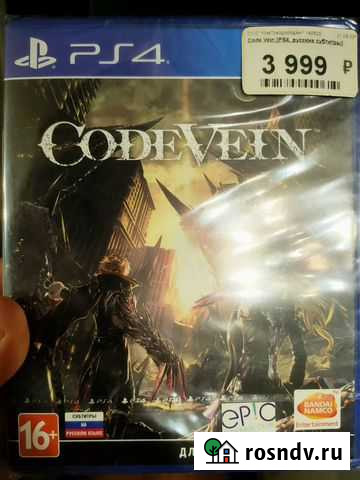 PS4
Code Vein [PS4, русские субтитры]
3 999 ₽
CODE VEIN
16+
СУБТИТРЫ
НА
РУССКОМ ЯЗЫКЕ
epic
BANDAI
NAMCO
Entertainment
ДЛ
rosndv.ru